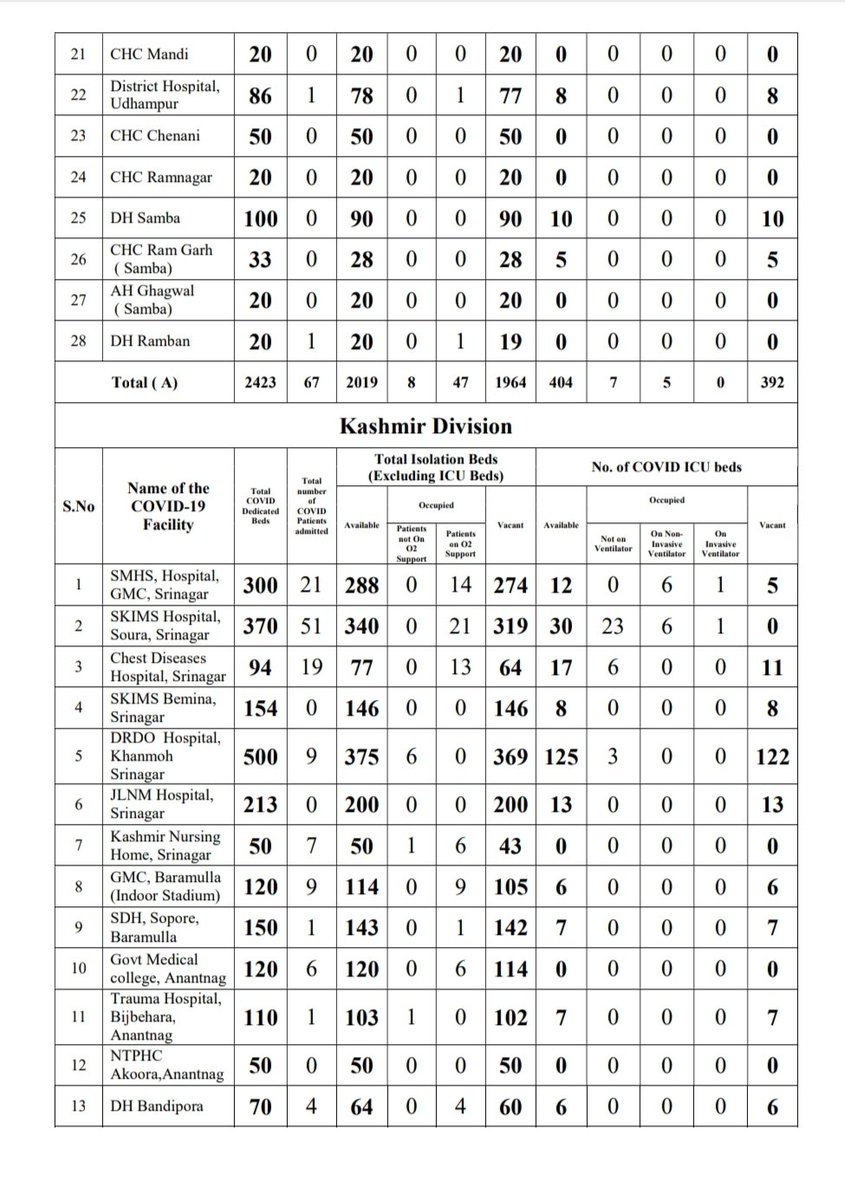 21 CHC Mandi 20 0 20 0 0 20 0 0 0 0 0
22 District Hospital, Udhampur 86 1 78 0 1 77 8 0 0 0 8
23 CHC Chenani 50 0 50 0 0 50 0 0 0 0 0
24 CHC Ramnagar 20 0 20 0 0 20 0 0 0 0 0
25 DH Samba 100 0 90 0 0 90 10 0 0 0 10
26 CHC Ram Garh ( Samba) 33 0 28 0 0 28 5 0 0 0 5
27 AH Ghagwal ( Samba) 20 0 20 0 0 20 0 0 0 0 0
28 DH Ramban 20 1 20 0 1 19 0 0 0 0 0
Total ( A) 2423 67 2019 8 47 1964 404 7 5 0 392
Kashmir Division
S.No
Name of the COVID-19 Facility
Total COVID Dedicated Beds
Total number of COVID Patients admitted
Total Isolation Beds (Excluding ICU Beds)
Available
Occupied
Patients not On O2 Support
Patients on O2 Support
Vacant
No. of COVID ICU beds
Available
Occupied
Not on Ventilator
On Non-Invasive Ventilator
On Invasive Ventilator
Vacant
1 SMHS, Hospital, GMC, Srinagar 300 21 288 0 14 274 12 0 6 1 5
2 SKIMS Hospital, Soura, Srinagar 370 51 340 0 21 319 30 23 6 1 0
3 Chest Diseases Hospital, Srinagar 94 19 77 0 13 64 17 6 0 0 11
4 SKIMS Bemina, Srinagar 154 0 146 0 0 146 8 0 0 0 8
5 DRDO Hospital, Khanmoh Srinagar 500 9 375 6 0 369 125 3 0 0 122
6 JLNM Hospital, Srinagar 213 0 200 0 0 200 13 0 0 0 13
7 Kashmir Nursing Home, Srinagar 50 7 50 1 6 43 0 0 0 0 0
8 GMC, Baramulla (Indoor Stadium) 120 9 114 0 9 105 6 0 0 0 6
9 SDH, Sopore, Baramulla 150 1 143 0 1 142 7 0 0 0 7
10 Govt Medical college, Anantnag 120 6 120 0 6 114 0 0 0 0 0
11 Trauma Hospital, Bijbehara, Anantnag 110 1 103 1 0 102 7 0 0 0 7
12 NTPHC Akoora,Anantnag 50 0 50 0 0 50 0 0 0 0 0
13 DH Bandipora 70 4 64 0 4 60 6 0 0 0 6